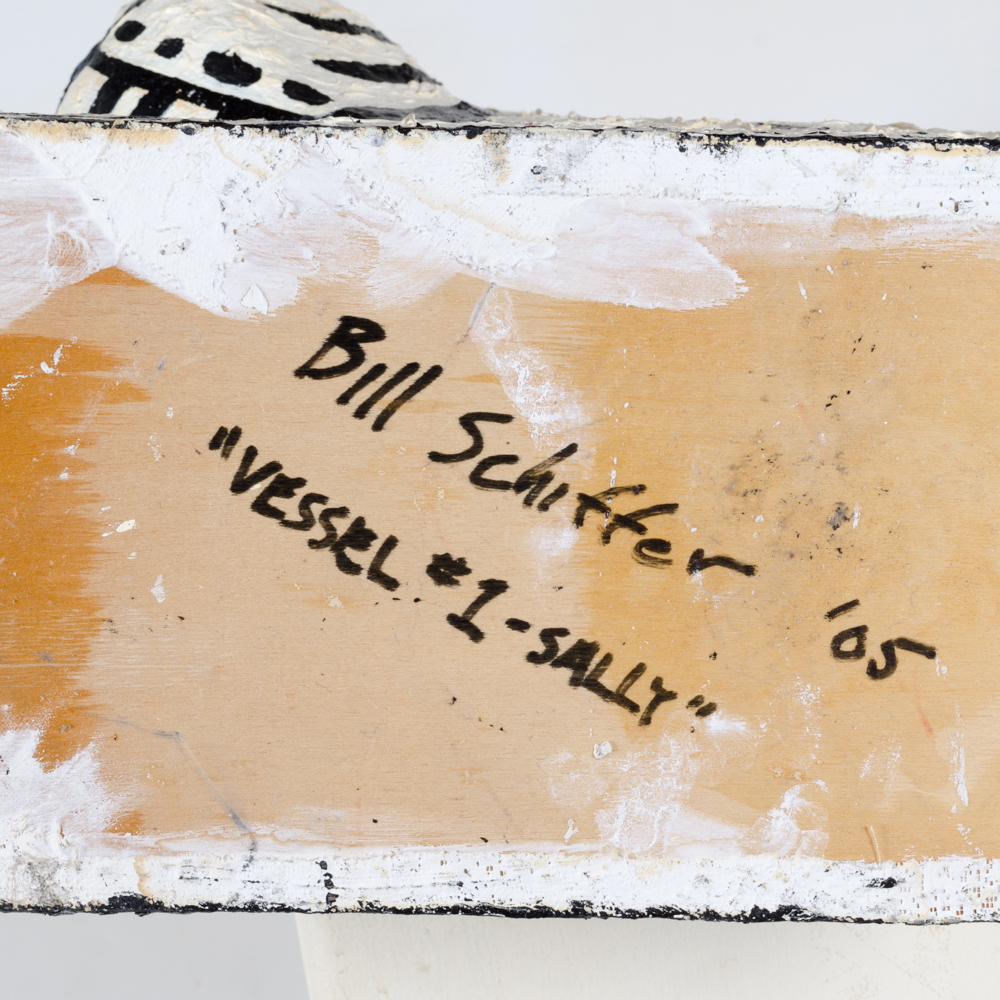 Bill Schiffer '05
"VESSEL #1-SALLY"